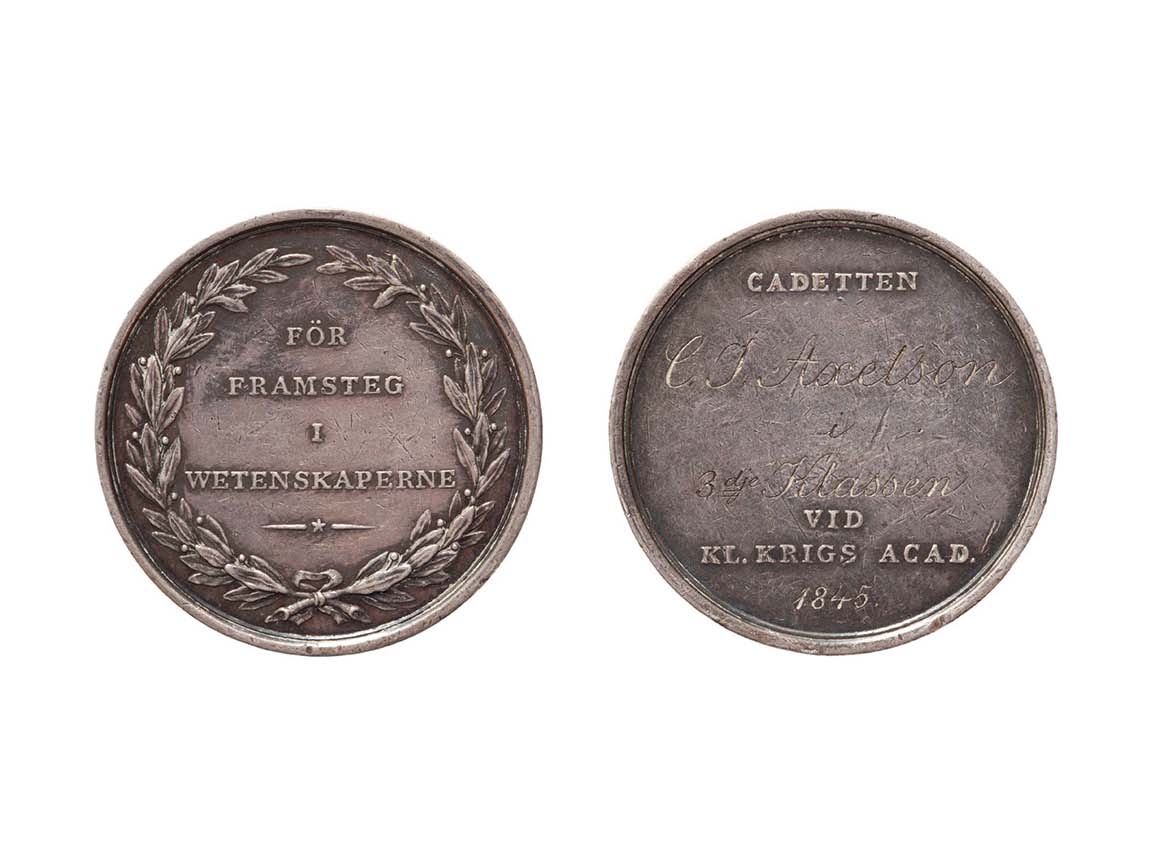 FÖR
FRAMSTEG
I
WETENSKAPERNE
CADETTEN
C. J. Axelson
i
3dje Klassen
VID
KL. KRIGS ACAD.
1845.